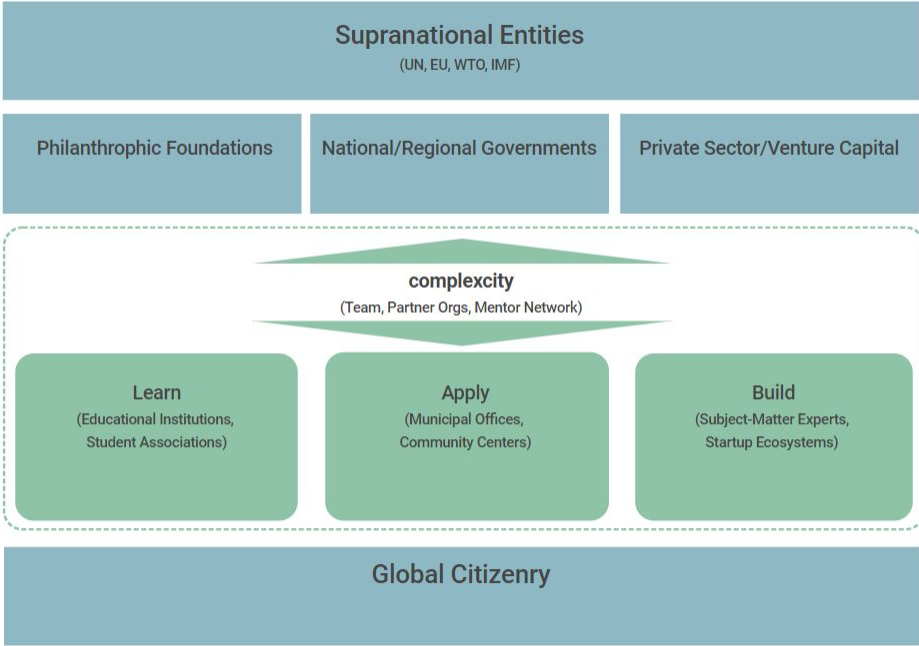 Supranational Entities
(UN, EU, WTO, IMF)
Philanthrophic Foundations
National/Regional Governments
Private Sector/Venture Capital
complexcity
(Team, Partner Orgs, Mentor Network)
Learn
(Educational Institutions,
Student Associations)
Apply
(Municipal Offices,
Community Centers)
Build
(Subject-Matter Experts,
Startup Ecosystems)
Global Citizenry